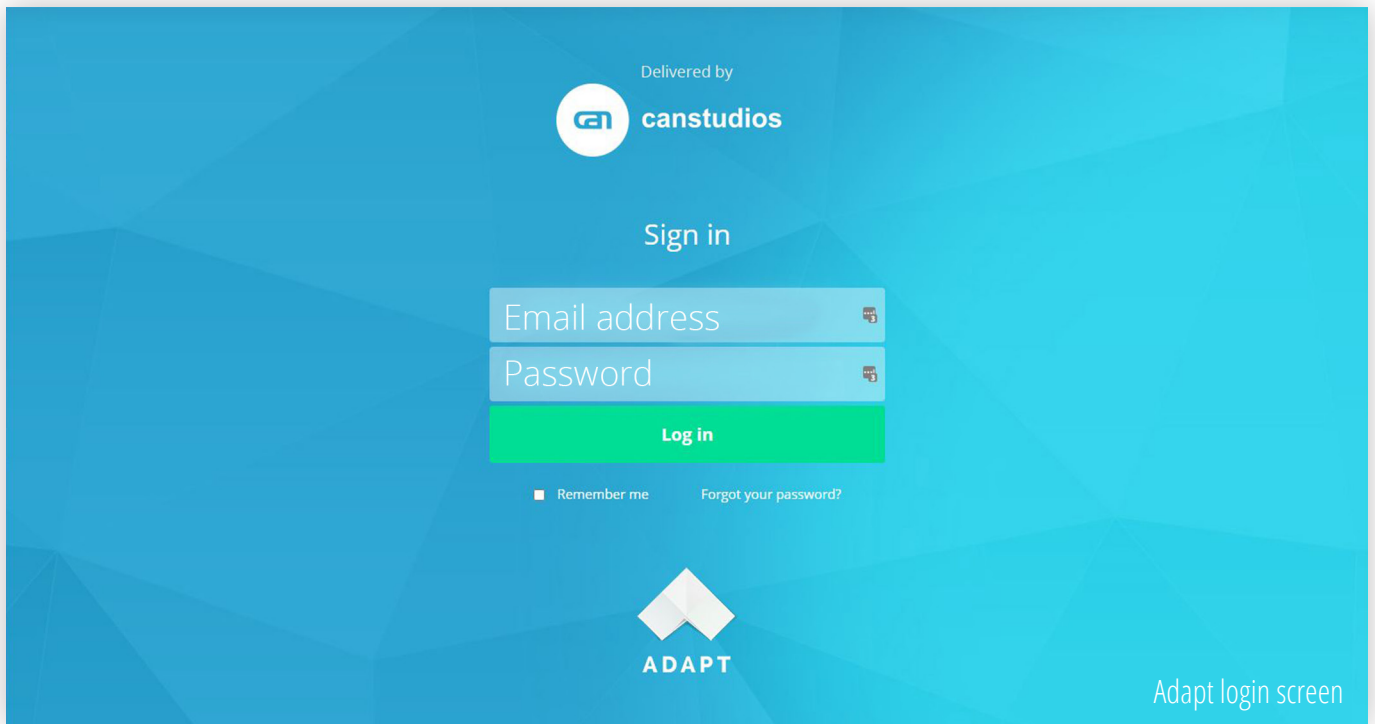 Delivered by
can canstudios
Sign in
Email address
Password
Log in
Remember me Forgot your password?
ADAPT
Adapt login screen